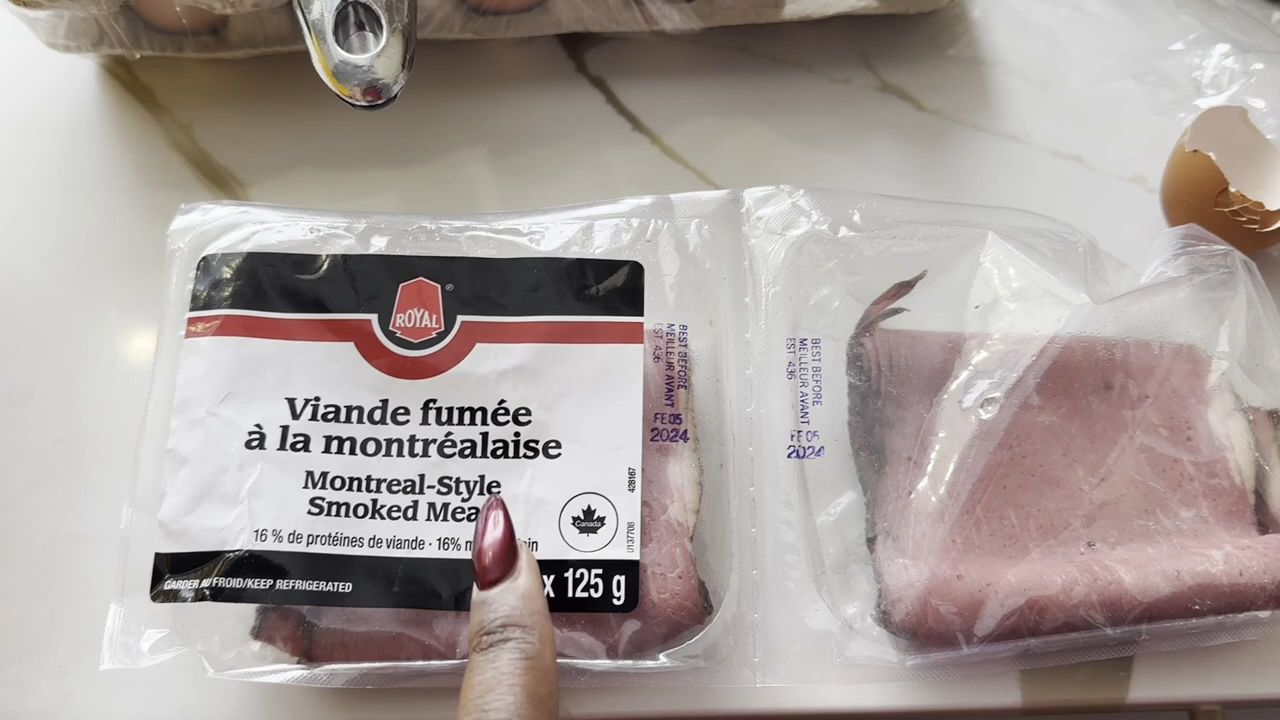 ROYAL
®
Viande fumée
à la montréalaise
Montreal-Style
Smoked
16 % de protéines de viande · 16%
Canada
GARDER AU FROID/KEEP REFRIGERATED
x 125 g
428167
U137708
BEST BEFORE
MEILLEUR AVANT
EST 436
FE 05
2024
BEST BEFORE
MEILLEUR AVANT
EST 436
FE 05
2024